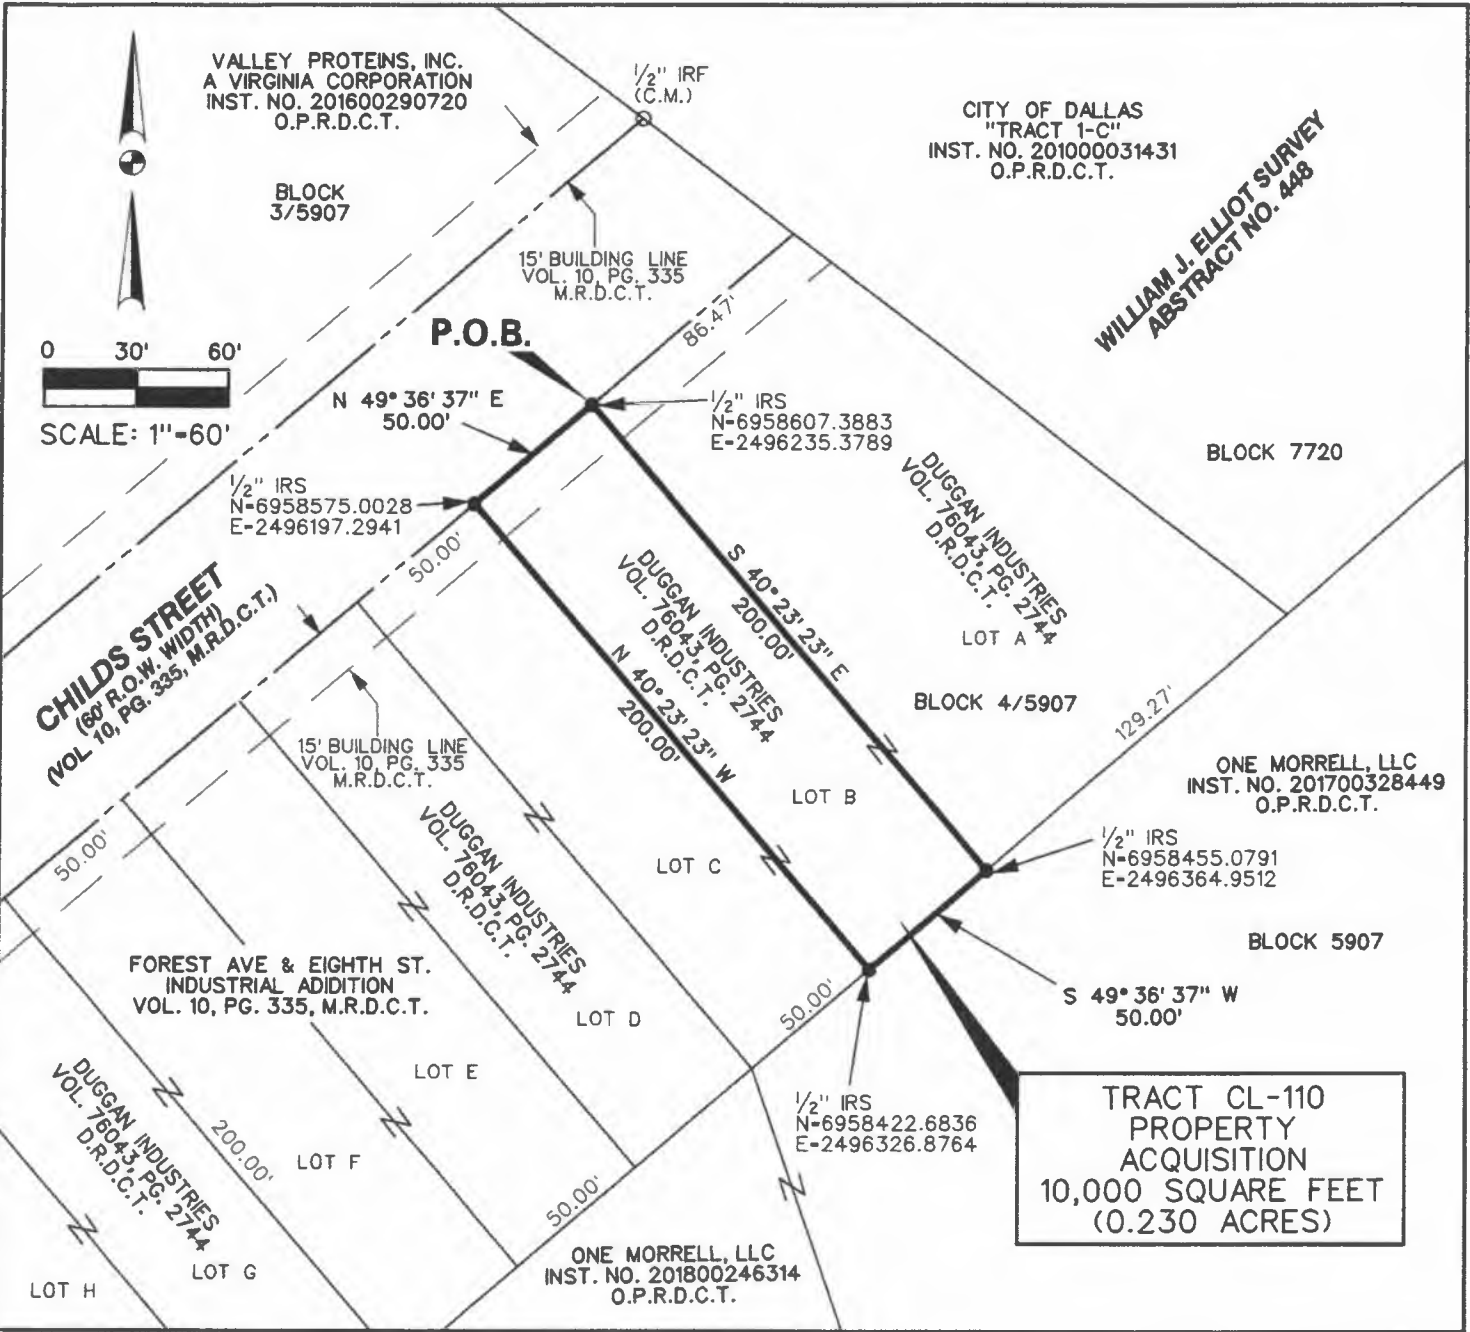 VALLEY PROTEINS, INC.
A VIRGINIA CORPORATION
INST. NO. 201600290720
O.P.R.D.C.T.
BLOCK
3/5907
1/2" IRF
(C.M.)
CITY OF DALLAS
"TRACT 1-C"
INST. NO. 201000031431
O.P.R.D.C.T.
WILLIAM J. ELLIOT SURVEY
ABSTRACT NO. 448
15' BUILDING LINE
VOL. 10, PG. 335
M.R.D.C.T.
0 30' 60'
SCALE: 1"=60'
P.O.B.
86.47'
N 49° 36' 37" E
50.00'
1/2" IRS
N=6958607.3883
E=2496235.3789
BLOCK 7720
1/2" IRS
N=6958575.0028
E=2496197.2941
50.00'
DUGGAN INDUSTRIES
VOL. 76043, PG. 2744
D.R.D.C.T.
LOT A
BLOCK 4/5907
S 40° 23' 23" E
200.00'
DUGGAN INDUSTRIES
VOL. 76043, PG. 2744
D.R.D.C.T.
N 40° 23' 23" W
200.00'
LOT B
CHILDS STREET
(60' R.O.W. WIDTH)
(VOL 10, PG. 335, M.R.D.C.T.)
15' BUILDING LINE
VOL. 10, PG. 335
M.R.D.C.T.
129.27'
ONE MORRELL, LLC
INST. NO. 201700328449
O.P.R.D.C.T.
1/2" IRS
N=6958455.0791
E=2496364.9512
BLOCK 5907
S 49° 36' 37" W
50.00'
LOT C
DUGGAN INDUSTRIES
VOL. 76043, PG. 2744
D.R.D.C.T.
LOT D
50.00'
50.00'
FOREST AVE & EIGHTH ST.
INDUSTRIAL ADIDITION
VOL. 10, PG. 335, M.R.D.C.T.
LOT E
1/2" IRS
N=6958422.6836
E=2496326.8764
TRACT CL-110
PROPERTY
ACQUISITION
10,000 SQUARE FEET
(0.230 ACRES)
DUGGAN INDUSTRIES
VOL. 76043, PG. 2744
D.R.D.C.T.
200.00'
LOT F
50.00'
LOT G
LOT H
ONE MORRELL, LLC
INST. NO. 201800246314
O.P.R.D.C.T.